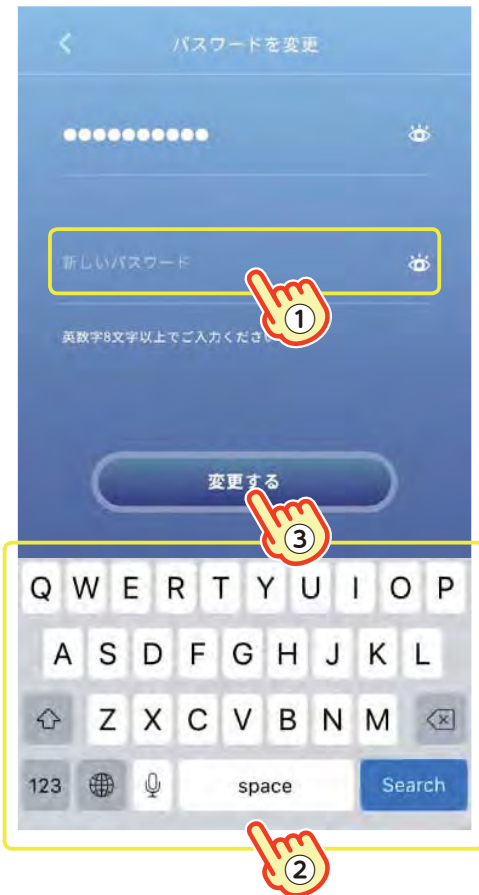 パスワードを変更
新しいパスワード
①
英数字8文字以上でご入力ください
変更する
③
Q W E R T Y U I O P
A S D F G H J K L
Z X C V B N M
123 space Search
②